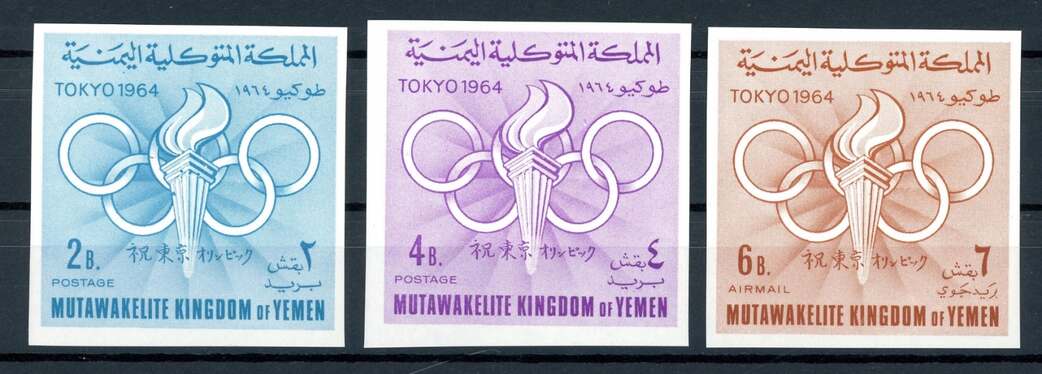 المملكة المتوكلية اليمنية
TOKYO 1964 طوكيو ١٩٦٤
2 B. 祝 東京 オリンピック ٢ بقش
POSTAGE بريد
MUTAWAKELITE KINGDOM OF YEMEN
المملكة المتوكلية اليمنية
TOKYO 1964 طوكيو ١٩٦٤
4 B. 祝 東京 オリンピック ٤ بقش
POSTAGE بريد
MUTAWAKELITE KINGDOM OF YEMEN
المملكة المتوكلية اليمنية
TOKYO 1964 طوكيو ١٩٦٤
6 B. 祝 東京 オリンピック ٦ بقش
AIRMAIL بريد جوي
MUTAWAKELITE KINGDOM OF YEMEN